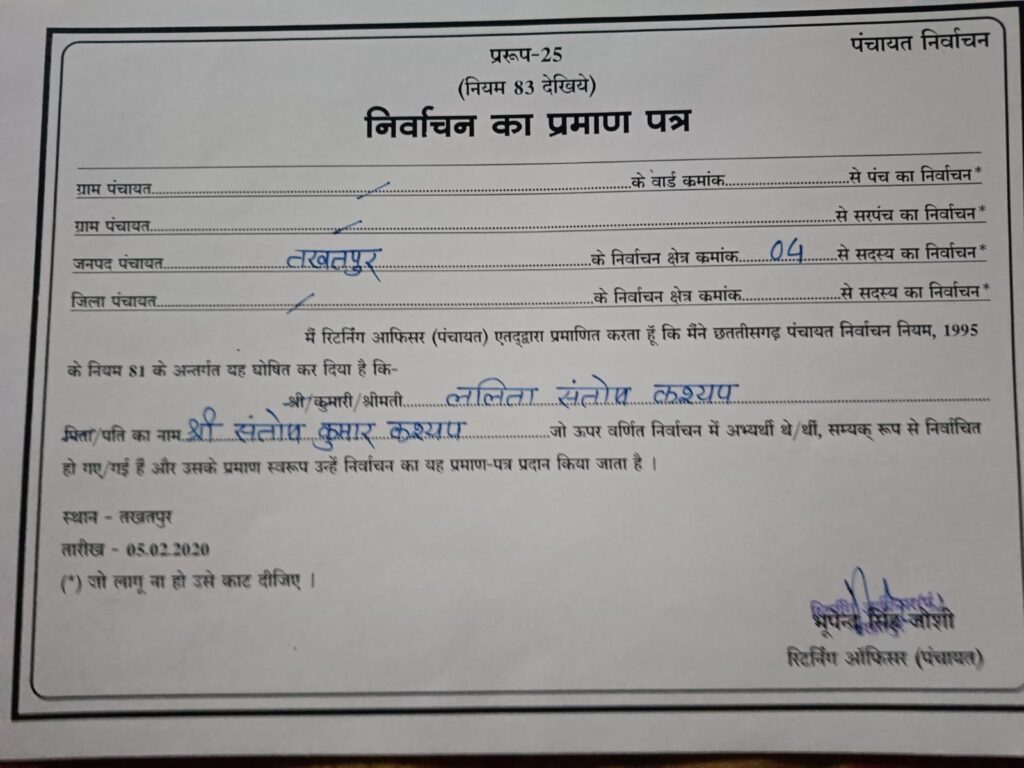 पंचायत निर्वाचन
प्ररूप-25
(नियम 83 देखिये)
निर्वाचन का प्रमाण पत्र
ग्राम पंचायत.......................के वार्ड कमांक.......................से पंच का निर्वाचन*
ग्राम पंचायत.......................से सरपंच का निर्वाचन*
जनपद पंचायत.......तखतपुर.......के निर्वाचन क्षेत्र कमांक...04...से सदस्य का निर्वाचन*
जिला पंचायत.......................के निर्वाचन क्षेत्र कमांक.......................से सदस्य का निर्वाचन*
मैं रिटर्निंग आफिसर (पंचायत) एतद्द्वारा प्रमाणित करता हूँ कि मैंने छततीसगढ़ पंचायत निर्वाचन नियम, 1995
के नियम 81 के अन्तर्गत यह घोषित कर दिया है कि-
श्री/कुमारी/श्रीमती.......ललिता संतोष कश्यप.......
पिता/पति का नाम श्री संतोष कुमार कश्यप.......जो ऊपर वर्णित निर्वाचन में अभ्यर्थी थे/थीं, सम्यक् रूप से निर्वाचित
हो गए/गई हैं और उसके प्रमाण स्वरूप उन्हें निर्वाचन का यह प्रमाण-पत्र प्रदान किया जाता है ।
स्थान - तखतपुर
तारीख - 05.02.2020
(*) जो लागू ना हो उसे काट दीजिए ।
भूपेन्द्र सिंह जोशी
रिटर्निंग ऑफिसर (पंचायत)